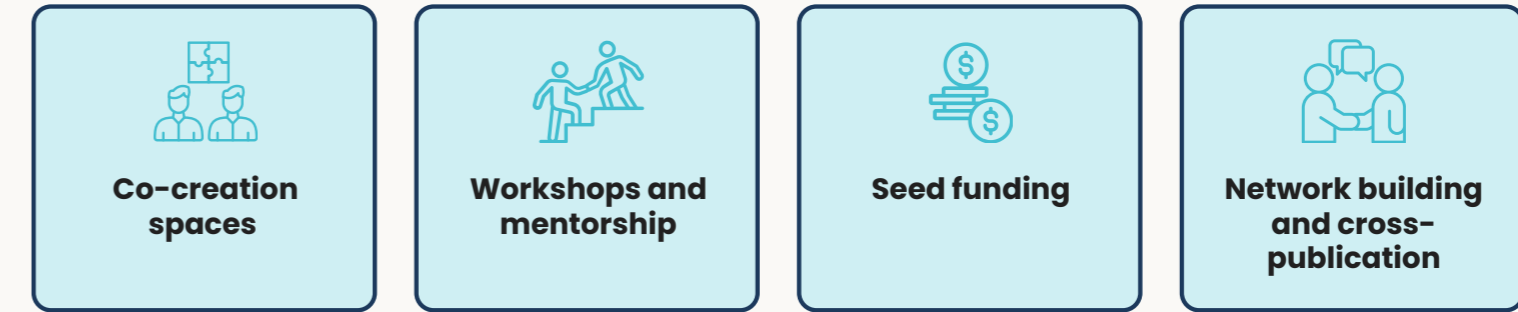 Co-creation
spaces
Workshops and
mentorship
Seed funding
Network building
and cross-
publication